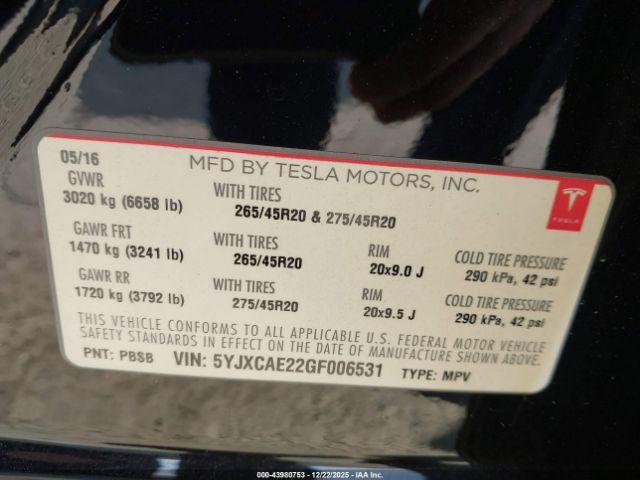 05/16
MFD BY TESLA MOTORS, INC.
GVWR
3020 kg (6658 lb)
WITH TIRES
265/45R20 & 275/45R20
TESLA
GAWR FRT
1470 kg (3241 lb)
WITH TIRES
265/45R20
RIM
20x9.0 J
COLD TIRE PRESSURE
290 kPa, 42 psi
GAWR RR
1720 kg (3792 lb)
WITH TIRES
275/45R20
RIM
20x9.5 J
COLD TIRE PRESSURE
290 kPa, 42 psi
THIS VEHICLE CONFORMS TO ALL APPLICABLE U.S. FEDERAL MOTOR VEHICLE
SAFETY STANDARDS IN EFFECT ON THE DATE OF MANUFACTURE SHOWN ABOVE.
PNT: PBSB VIN: 5YJXCAE22GF006531 TYPE: MPV
000-43980753 - 12/22/2025 - IAAI